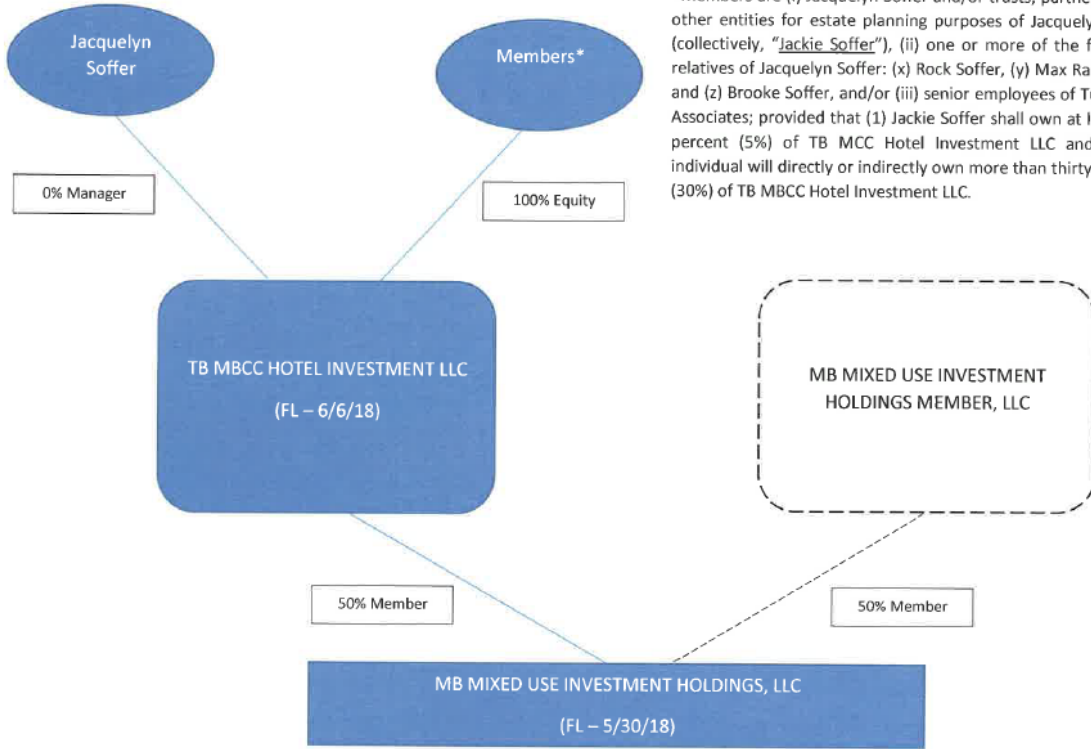 Jacquelyn
Soffer
Members*
other entities for estate planning purposes of
(collectively, "Jackie Soffer"), (ii) one or more of the
relatives of Jacquelyn Soffer: (x) Rock Soffer, (y) Max
and (z) Brooke Soffer, and/or (iii) senior employees of
Associates; provided that (1) Jackie Soffer shall own at
percent (5%) of TB MCC Hotel Investment LLC and
individual will directly or indirectly own more than thirty
(30%) of TB MBCC Hotel Investment LLC.
0% Manager
100% Equity
TB MBCC HOTEL INVESTMENT LLC
(FL – 6/6/18)
MB MIXED USE INVESTMENT
HOLDINGS MEMBER, LLC
50% Member
50% Member
MB MIXED USE INVESTMENT HOLDINGS, LLC
(FL – 5/30/18)